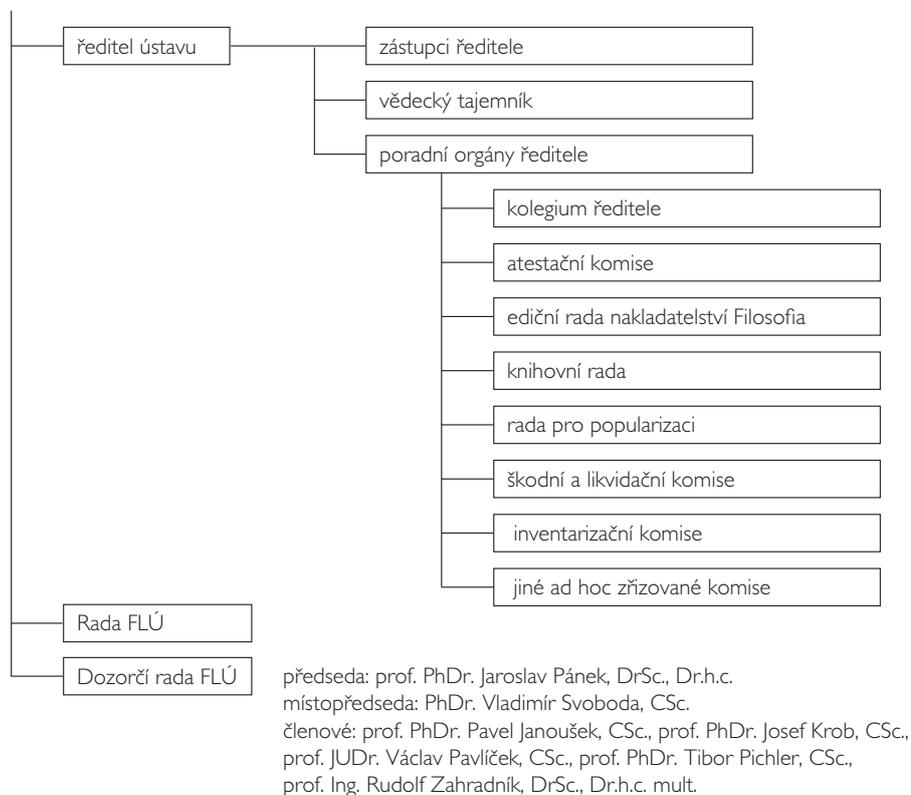 ředitel ústavu
zástupci ředitele
vědecký tajemník
poradní orgány ředitele
kolegium ředitele
atestační komise
ediční rada nakladatelství Filosofia
knihovní rada
rada pro popularizaci
škodní a likvidační komise
inventarizační komise
jiné ad hoc zřizované komise
Rada FLÚ
Dozorčí rada FLÚ
předseda: prof. PhDr. Jaroslav Pánek, DrSc., Dr.h.c.
místopředseda: PhDr. Vladimír Svoboda, CSc.
členové: prof. PhDr. Pavel Janoušek, CSc., prof. PhDr. Josef Krob, CSc.,
prof. JUDr. Václav Pavlíček, CSc., prof. PhDr. Tibor Pichler, CSc.,
prof. Ing. Rudolf Zahradník, DrSc., Dr.h.c. mult.